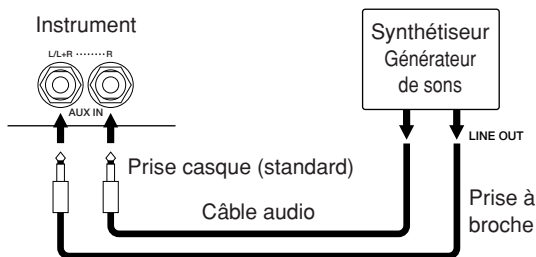 Instrument
L/L+R ········ R
AUX IN
Synthétiseur
Générateur
de sons
LINE OUT
Prise casque (standard)
Câble audio
Prise à
broche